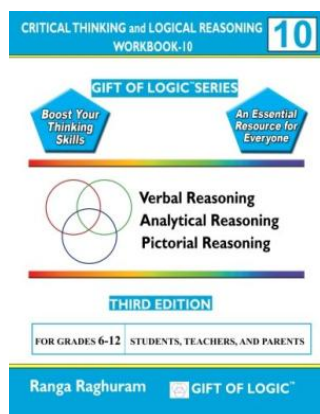 CRITICAL THINKING and LOGICAL REASONING
WORKBOOK-10
10
GIFT OF LOGIC™SERIES
Boost Your
Thinking
Skills
An Essential
Resource for
Everyone
Verbal Reasoning
Analytical Reasoning
Pictorial Reasoning
THIRD EDITION
FOR GRADES 6-12
STUDENTS, TEACHERS, AND PARENTS
Ranga Raghuram
GIFT OF LOGIC™